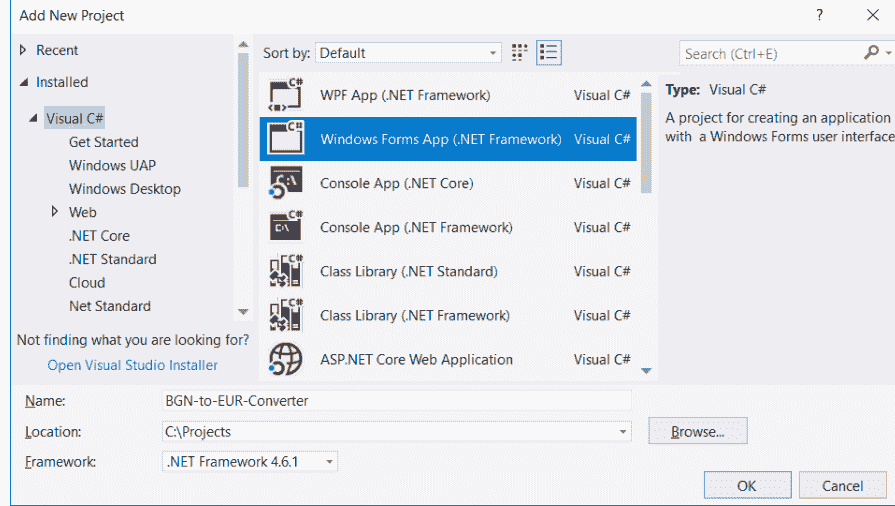 Add New Project
?
Recent
Installed
Visual C#
Get Started
Windows UAP
Windows Desktop
Web
.NET Core
.NET Standard
Cloud
Net Standard
Not finding what you are looking for?
Open Visual Studio Installer
Sort by: Default
Search (Ctrl+E)
WPF App (.NET Framework) Visual C#
Windows Forms App (.NET Framework) Visual C#
Console App (.NET Core) Visual C#
Console App (.NET Framework) Visual C#
Class Library (.NET Standard) Visual C#
Class Library (.NET Framework) Visual C#
ASP.NET Core Web Application Visual C#
Type: Visual C#
A project for creating an application
with a Windows Forms user interface
Name: BGN-to-EUR-Converter
Location: C:\Projects
Browse...
Framework: .NET Framework 4.6.1
OK Cancel